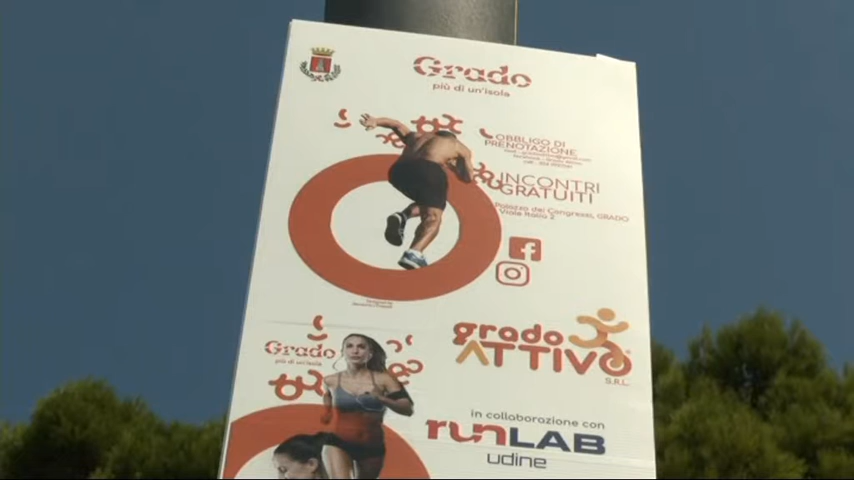 Grado
più di un'isola
OBBLIGO DI
PRENOTAZIONE
INCONTRI
GRATUITI
Palazzo dei Congressi, GRADO
Viale Italia 2
grado
ATTIVO
S.R.L.
Grado
più di un'isola
in collaborazione con
runLAB
udine